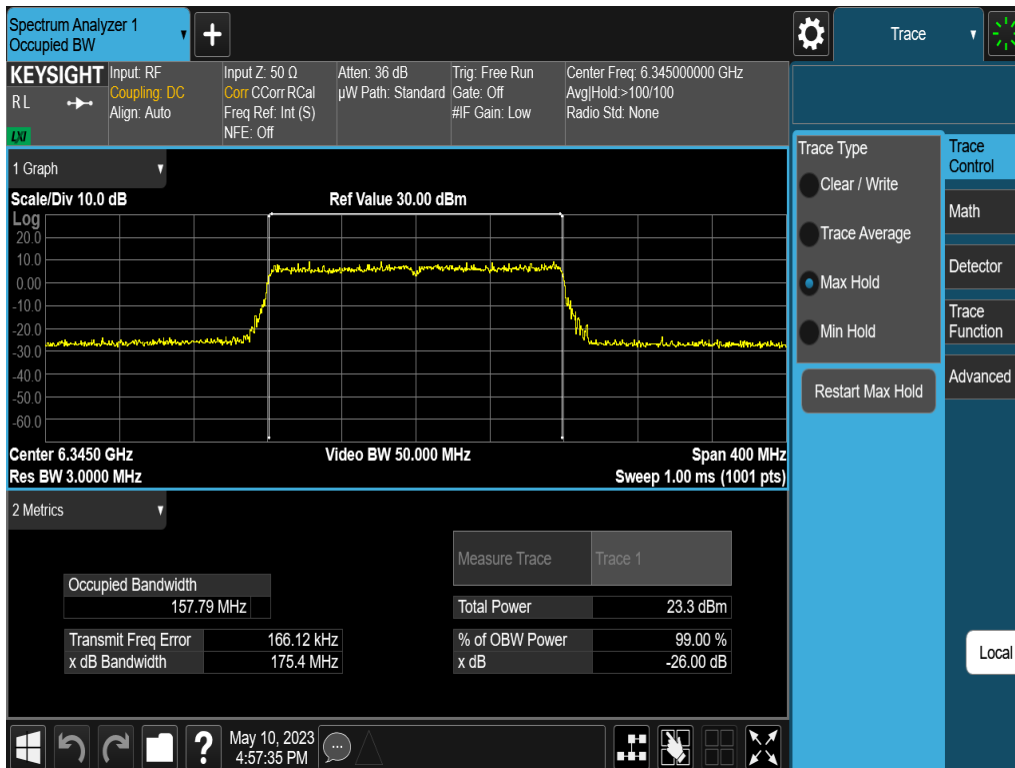 Spectrum Analyzer 1
Occupied BW
Trace
KEYSIGHT
RL
LXI
Input: RF
Coupling: DC
Align: Auto
Input Z: 50 Ω
Corr CCorr RCal
Freq Ref: Int (S)
NFE: Off
Atten: 36 dB
µW Path: Standard
Trig: Free Run
Gate: Off
#IF Gain: Low
Center Freq: 6.345000000 GHz
Avg|Hold:>100/100
Radio Std: None
1 Graph
Scale/Div 10.0 dB
Ref Value 30.00 dBm
Log
20.0
10.0
0.00
-10.0
-20.0
-30.0
-40.0
-50.0
-60.0
Center 6.3450 GHz
Video BW 50.000 MHz
Span 400 MHz
Res BW 3.0000 MHz
Sweep 1.00 ms (1001 pts)
2 Metrics
Measure Trace
Trace 1
Occupied Bandwidth
157.79 MHz
Total Power 23.3 dBm
Transmit Freq Error 166.12 kHz
% of OBW Power 99.00 %
x dB Bandwidth 175.4 MHz
x dB -26.00 dB
May 10, 2023
4:57:35 PM
Trace Type
Clear / Write
Trace Average
Max Hold
Min Hold
Restart Max Hold
Trace
Control
Math
Detector
Trace
Function
Advanced
Local